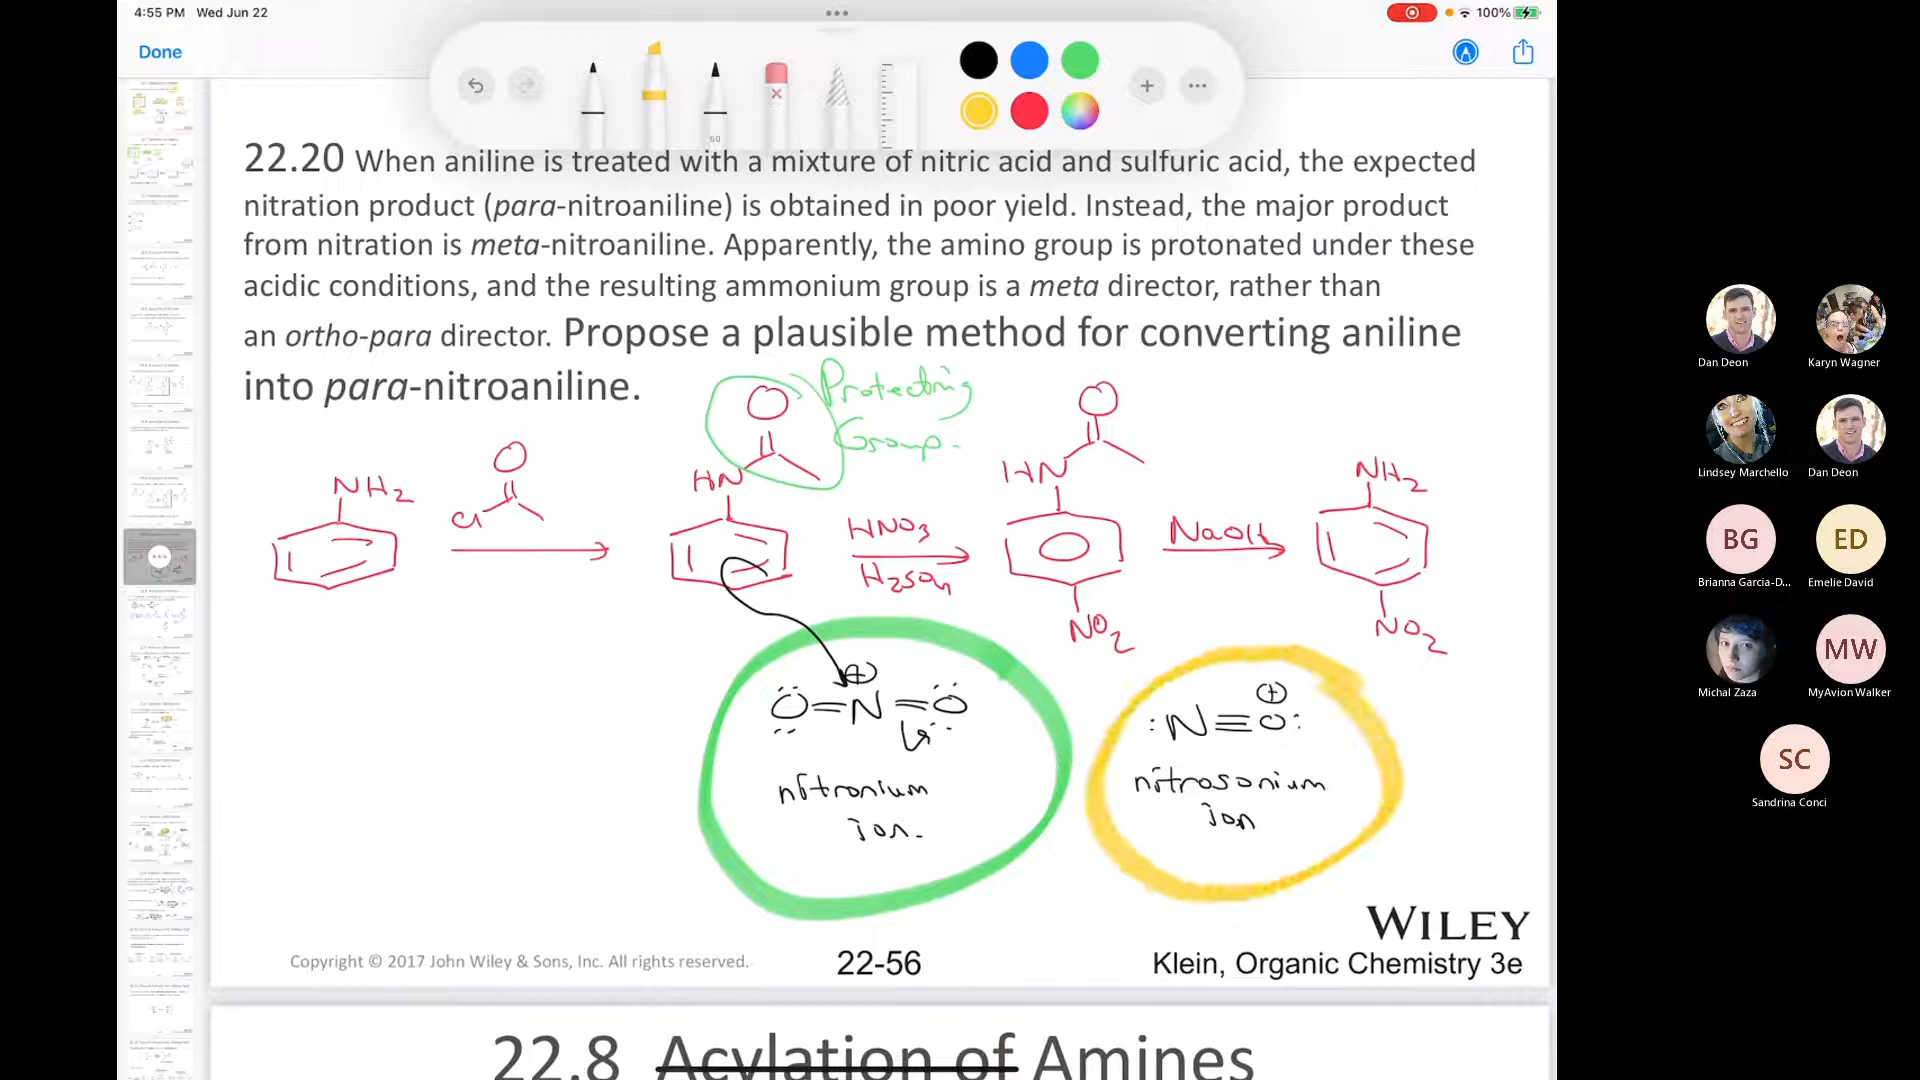 4:55 PM Wed Jun 22
100%
Done
50
22.20 When aniline is treated with a mixture of nitric acid and sulfuric acid, the expected
nitration product (para-nitroaniline) is obtained in poor yield. Instead, the major product
from nitration is meta-nitroaniline. Apparently, the amino group is protonated under these
acidic conditions, and the resulting ammonium group is a meta director, rather than
an ortho-para director. Propose a plausible method for converting aniline
into para-nitroaniline.
Protecting
Group.
O
O
O
NH₂
Cl
HN
HN
NH₂
HNO₃
H₂SO₄
NaOH
NO₂
NO₂
⊕
:N≡O:
O=N=O
⊕
nitronium
ion.
nitrosonium
ion
WILEY
Copyright © 2017 John Wiley & Sons, Inc. All rights reserved.
22-56
Klein, Organic Chemistry 3e
22.8 Acylation of Amines
Dan Deon
Karyn Wagner
Lindsey Marchello
Dan Deon
BG
ED
Brianna Garcia-D...
Emelie David
MW
Michal Zaza
MyAvion Walker
SC
Sandrina Conci